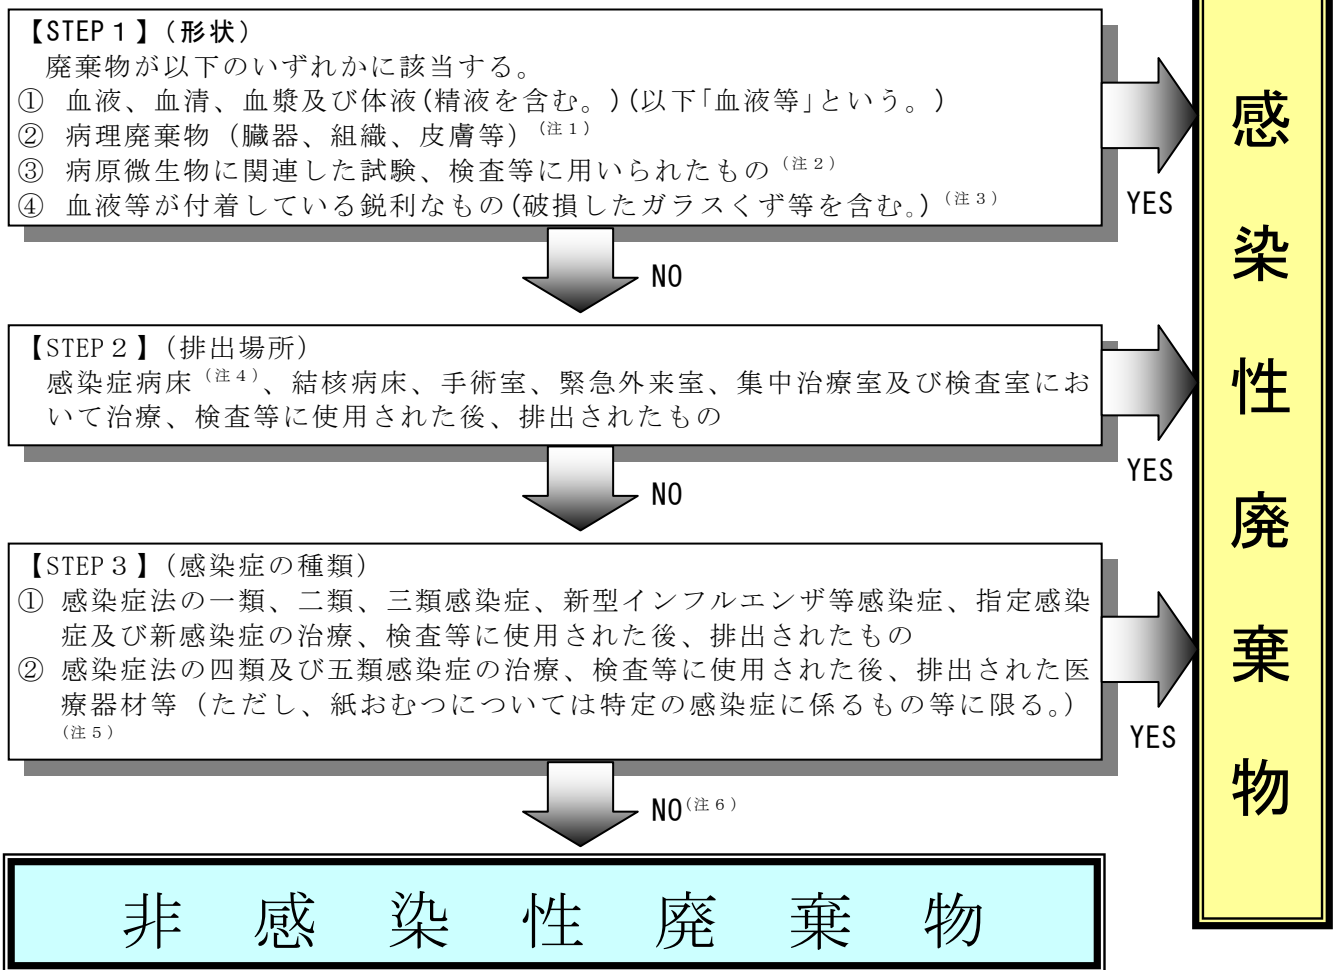 【STEP１】(形状)
廃棄物が以下のいずれかに該当する。
① 血液、血清、血漿及び体液(精液を含む。)(以下「血液等」という。)
② 病理廃棄物（臓器、組織、皮膚等）(注１)
③ 病原微生物に関連した試験、検査等に用いられたもの(注２)
④ 血液等が付着している鋭利なもの(破損したガラスくず等を含む。)(注３)
YES
NO
【STEP２】(排出場所)
感染症病床(注４)、結核病床、手術室、緊急外来室、集中治療室及び検査室にお
いて治療、検査等に使用された後、排出されたもの
YES
NO
【STEP３】(感染症の種類)
① 感染症法の一類、二類、三類感染症、新型インフルエンザ等感染症、指定感染
症及び新感染症の治療、検査等に使用された後、排出されたもの
② 感染症法の四類及び五類感染症の治療、検査等に使用された後、排出された医
療器材等（ただし、紙おむつについては特定の感染症に係るもの等に限る。）
(注５)
YES
NO(注６)
非感染性廃棄物
感染性廃棄物